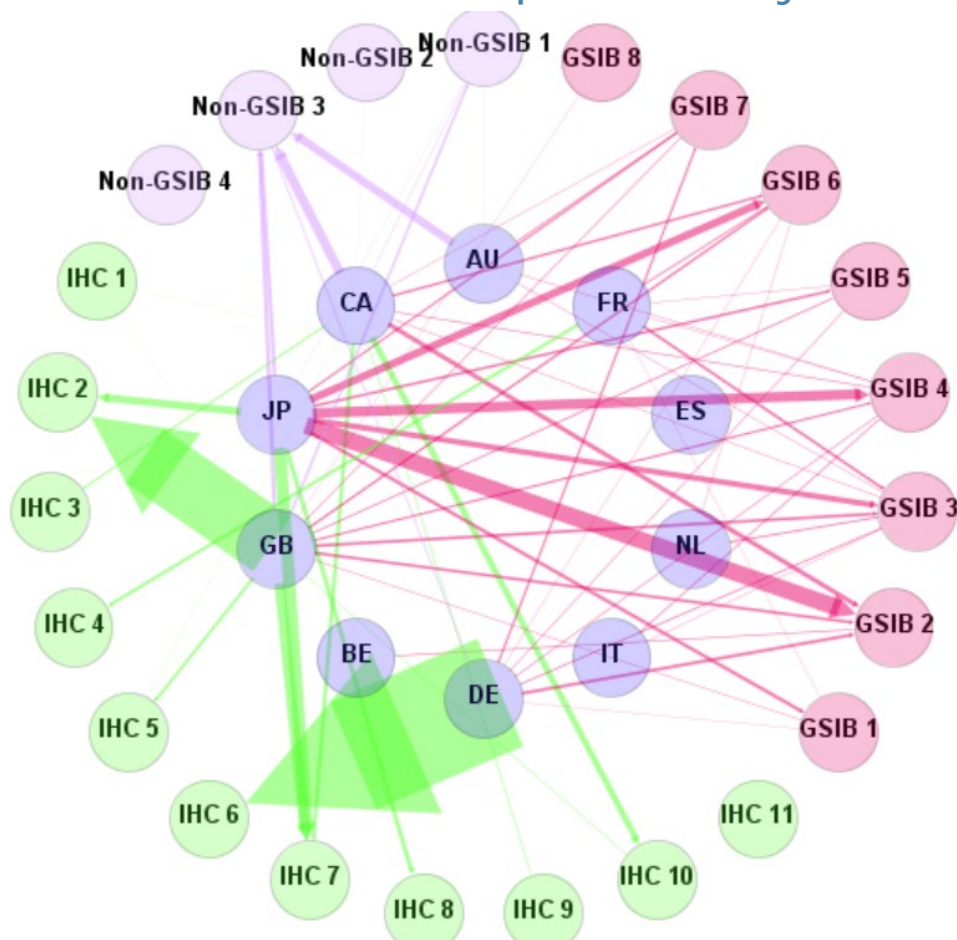 Non-GSIB 1
Non-GSIB 2
GSIB 8
Non-GSIB 3
GSIB 7
Non-GSIB 4
GSIB 6
AU
IHC 1
CA
FR
GSIB 5
IHC 2
JP
ES
GSIB 4
IHC 3
GB
NL
GSIB 3
IHC 4
BE
IT
GSIB 2
DE
IHC 5
GSIB 1
IHC 6
IHC 11
IHC 7
IHC 10
IHC 8
IHC 9